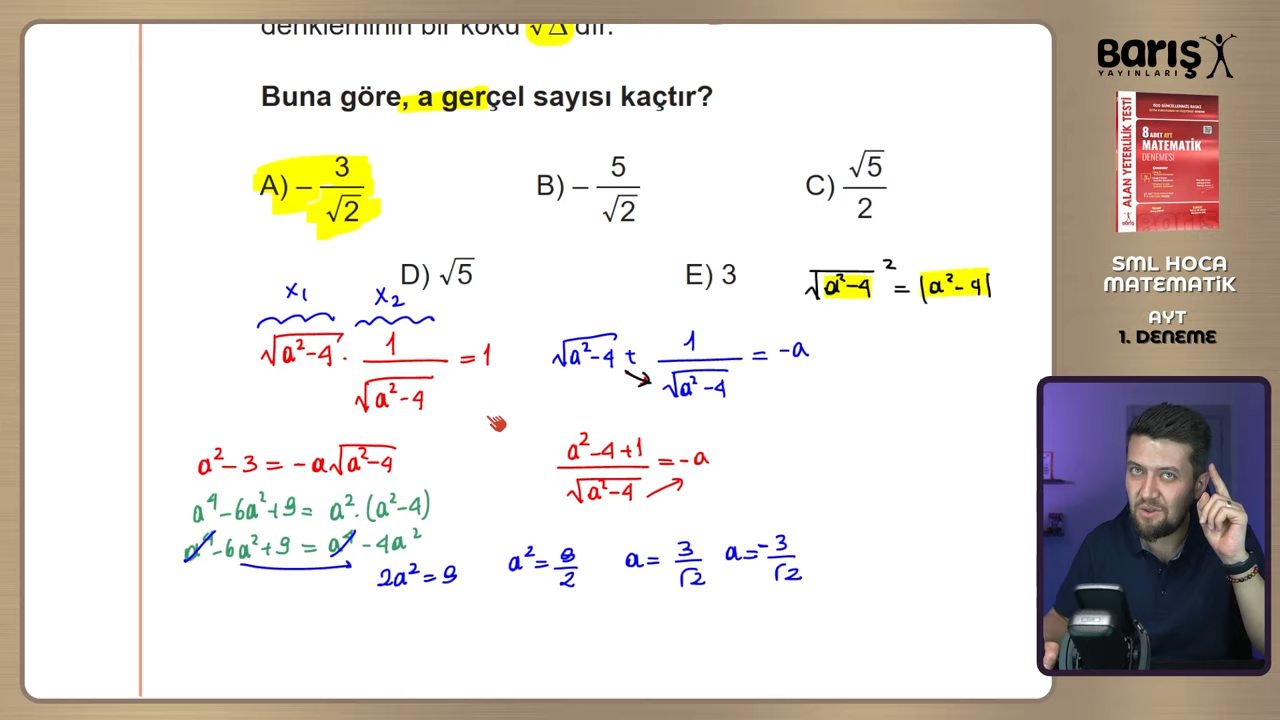 denkleminin bir kökü √Δ dır.
Buna göre, a gerçel sayısı kaçtır?
A) – 3/√2
B) – 5/√2
C) √5/2
D) √5
E) 3
√a²–4 ² = |a²–4|
x₁ x₂
√a²–4 · 1/√a²–4 = 1
√a²–4 + 1/√a²–4 = –a
a²–4+1/√a²–4 = –a
a²–3 = –a√a²–4
a⁴–6a²+9 = a²·(a²–4)
a⁴–6a²+9 = a⁴–4a²
2a²=9
a²=9/2
a=3/√2
a=–3/√2
Barış
YAYINLARI
ALAN YETERLİLİK TESTİ
8 ADET AYT
MATEMATİK
DENEMESİ
SML HOCA
MATEMATİK
AYT
1. DENEME